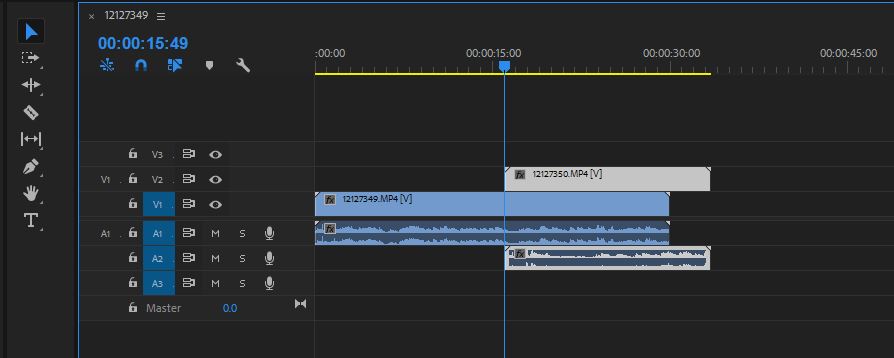 × 12127349
00:00:15:49
:00:00 00:00:15:00 00:00:30:00 00:00:45:00
V3
V1 V2 fx 12127350.MP4 [V]
V1 fx 12127349.MP4 [V]
A1 A1 M S fx
A2 M S fx
A3 M S
Master 0.0
T